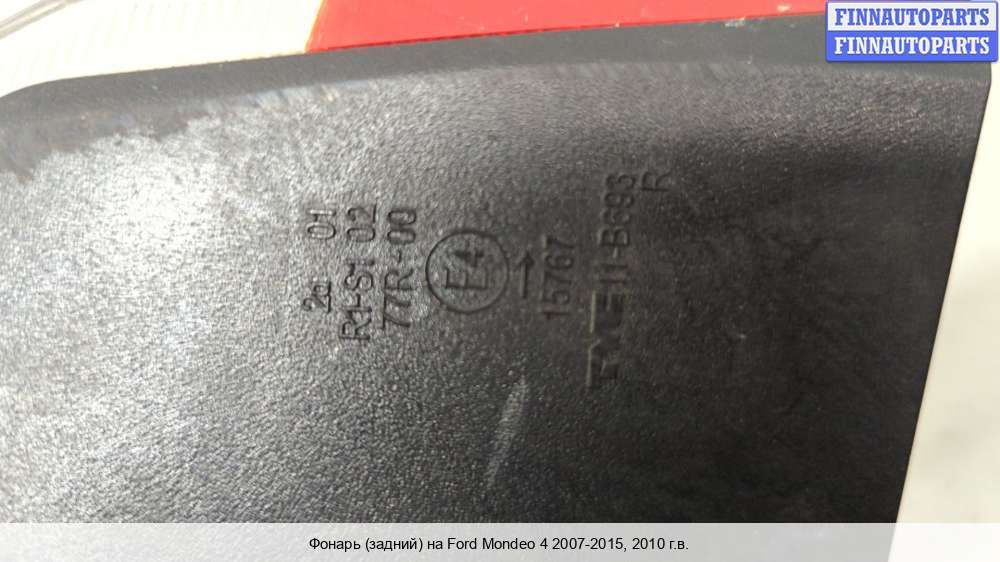 FINNAUTOPARTS
FINNAUTOPARTS
2a 01
R1-S1 02
77R-00
E4
15767
11-B693
R
Фонарь (задний) на Ford Mondeo 4 2007-2015, 2010 г.в.